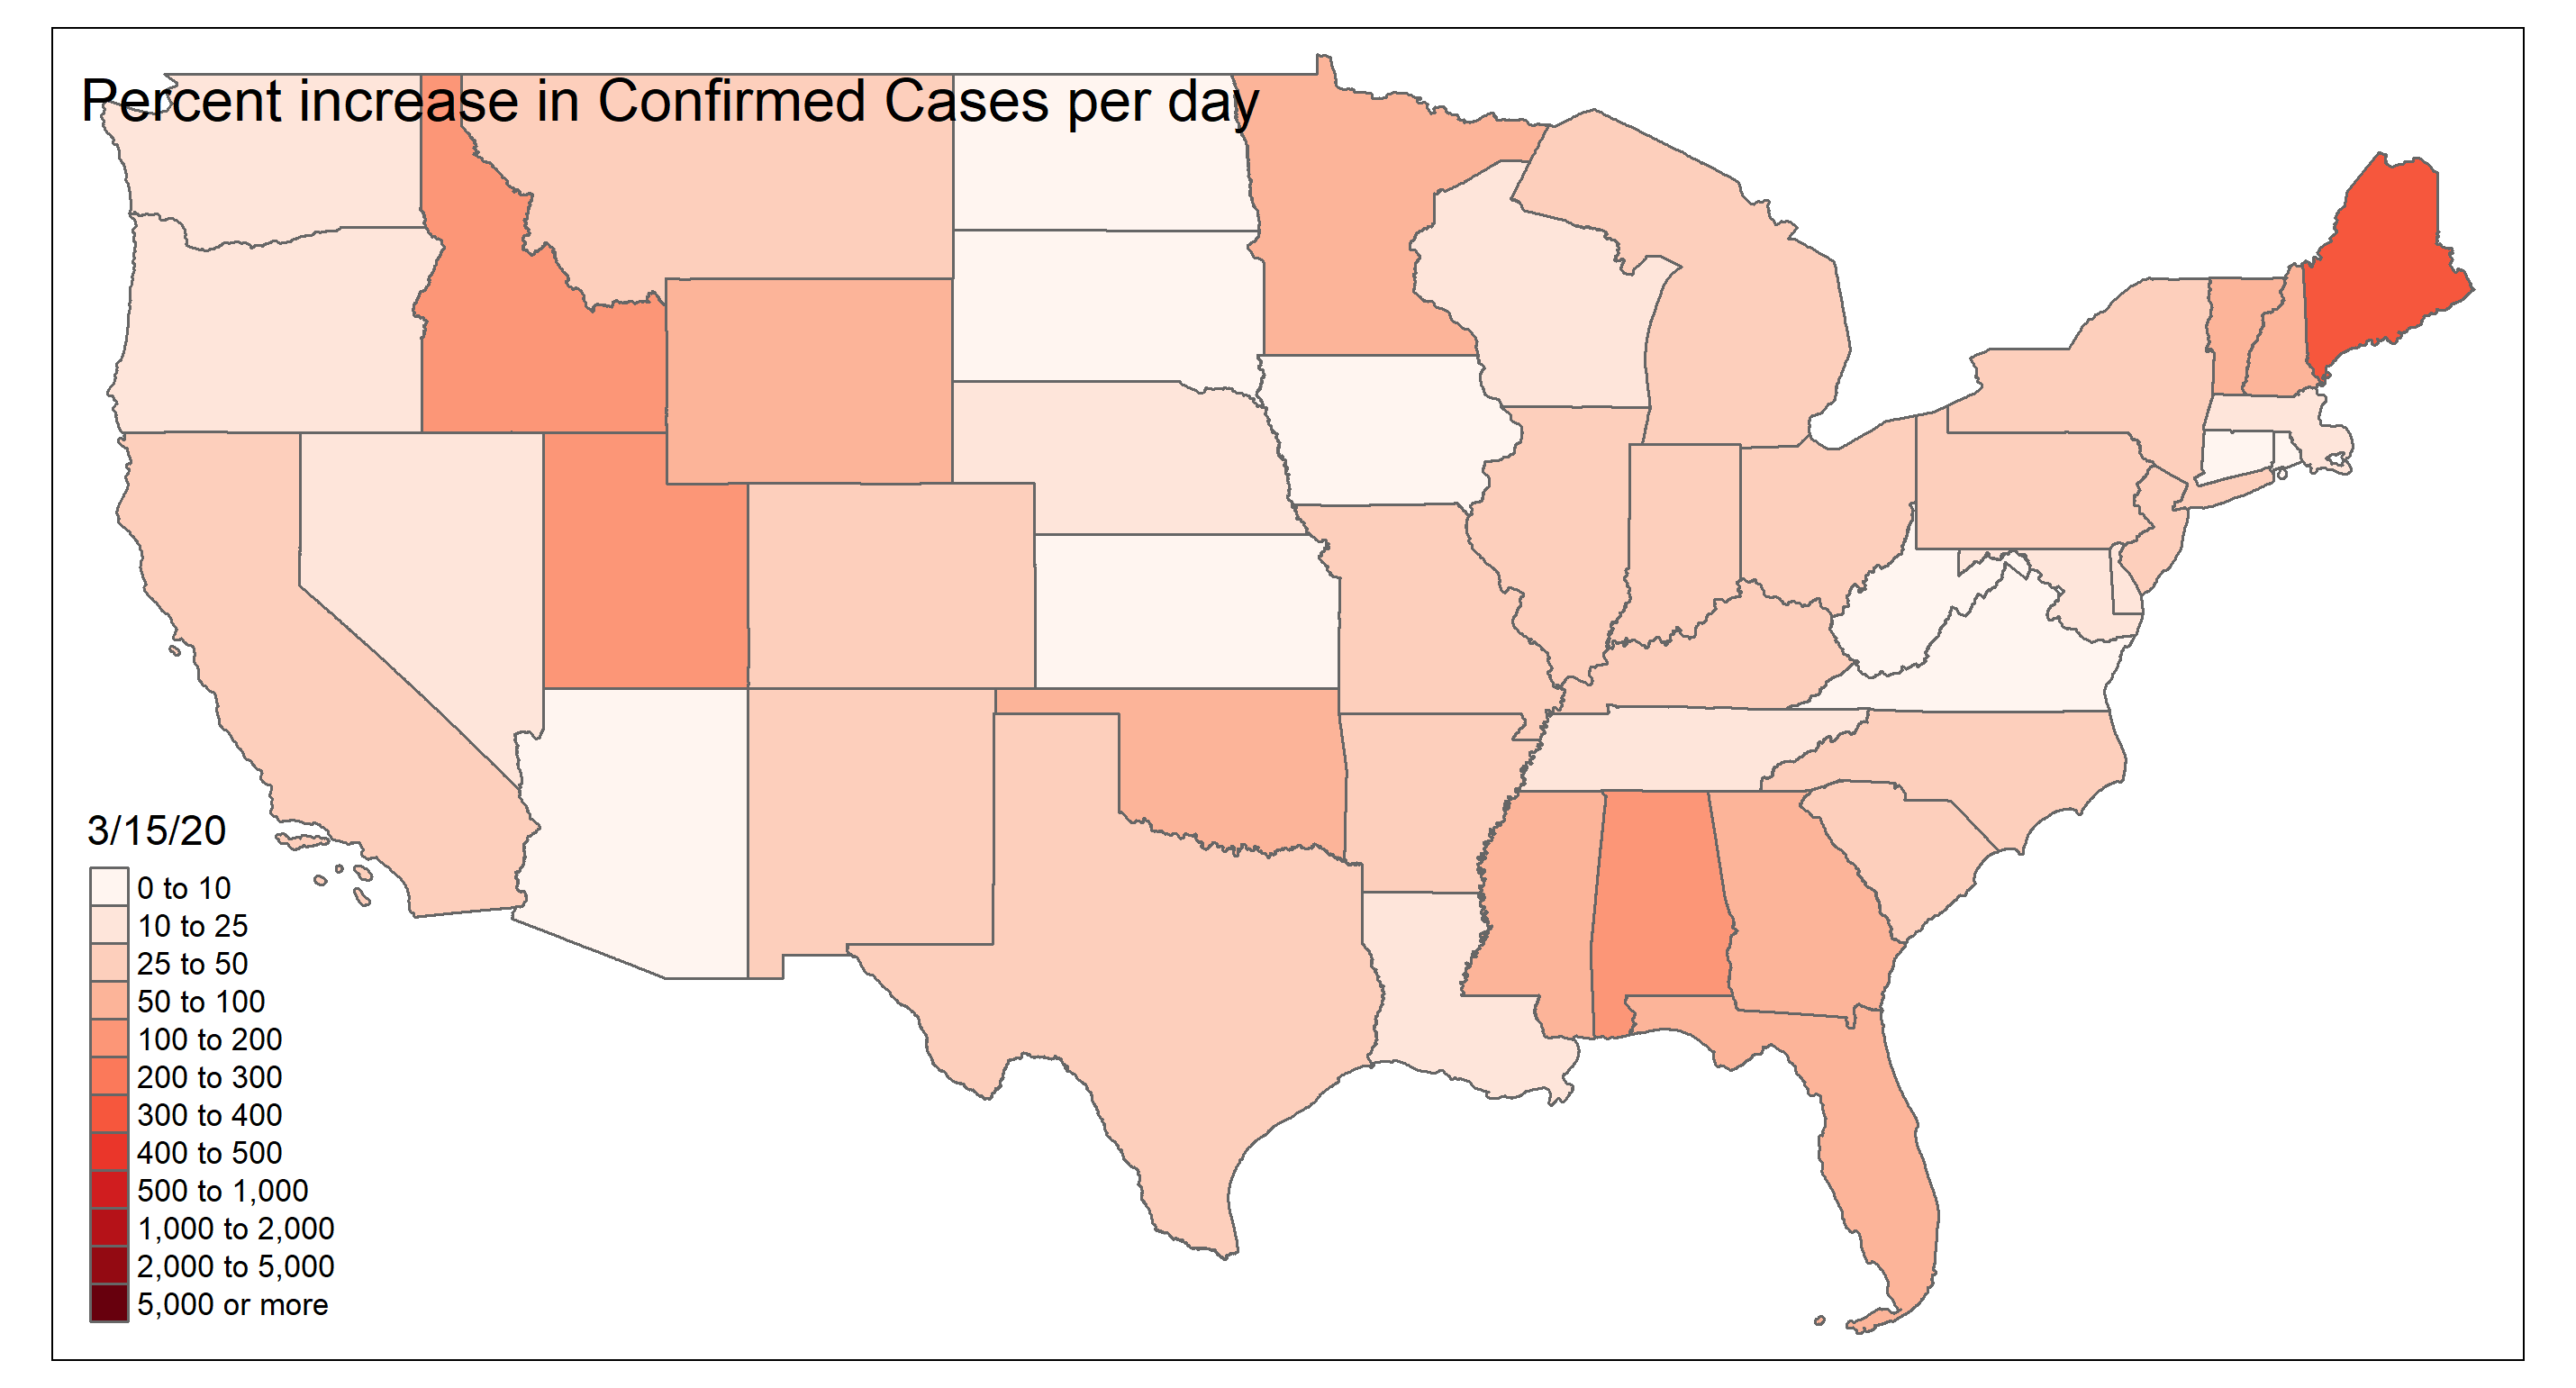 Percent increase in Confirmed Cases per day
3/15/20
0 to 10
10 to 25
25 to 50
50 to 100
100 to 200
200 to 300
300 to 400
400 to 500
500 to 1,000
1,000 to 2,000
2,000 to 5,000
5,000 or more